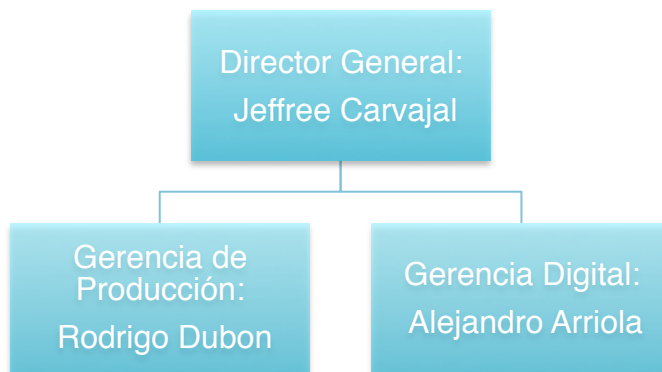 Director General:
Jeffree Carvajal
Gerencia de
Producción:
Rodrigo Dubon
Gerencia Digital:
Alejandro Arriola